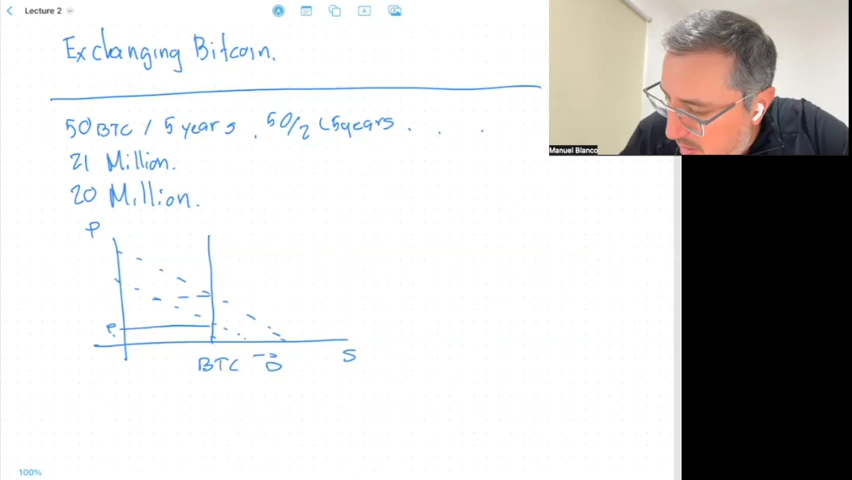 Lecture 2
Exchanging Bitcoin.
50 BTC / 5 years . 50/2 (5years . . .
21 Million.
20 Million.
P
P
BTC → D
S
Manuel Blanco
100%